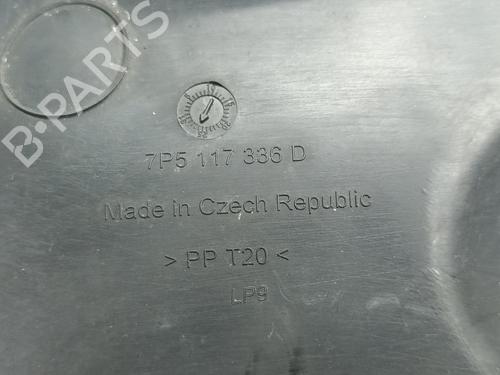 B-PARTS
7P5 117 336 D
Made in Czech Republic
> PP T20 <
LP9